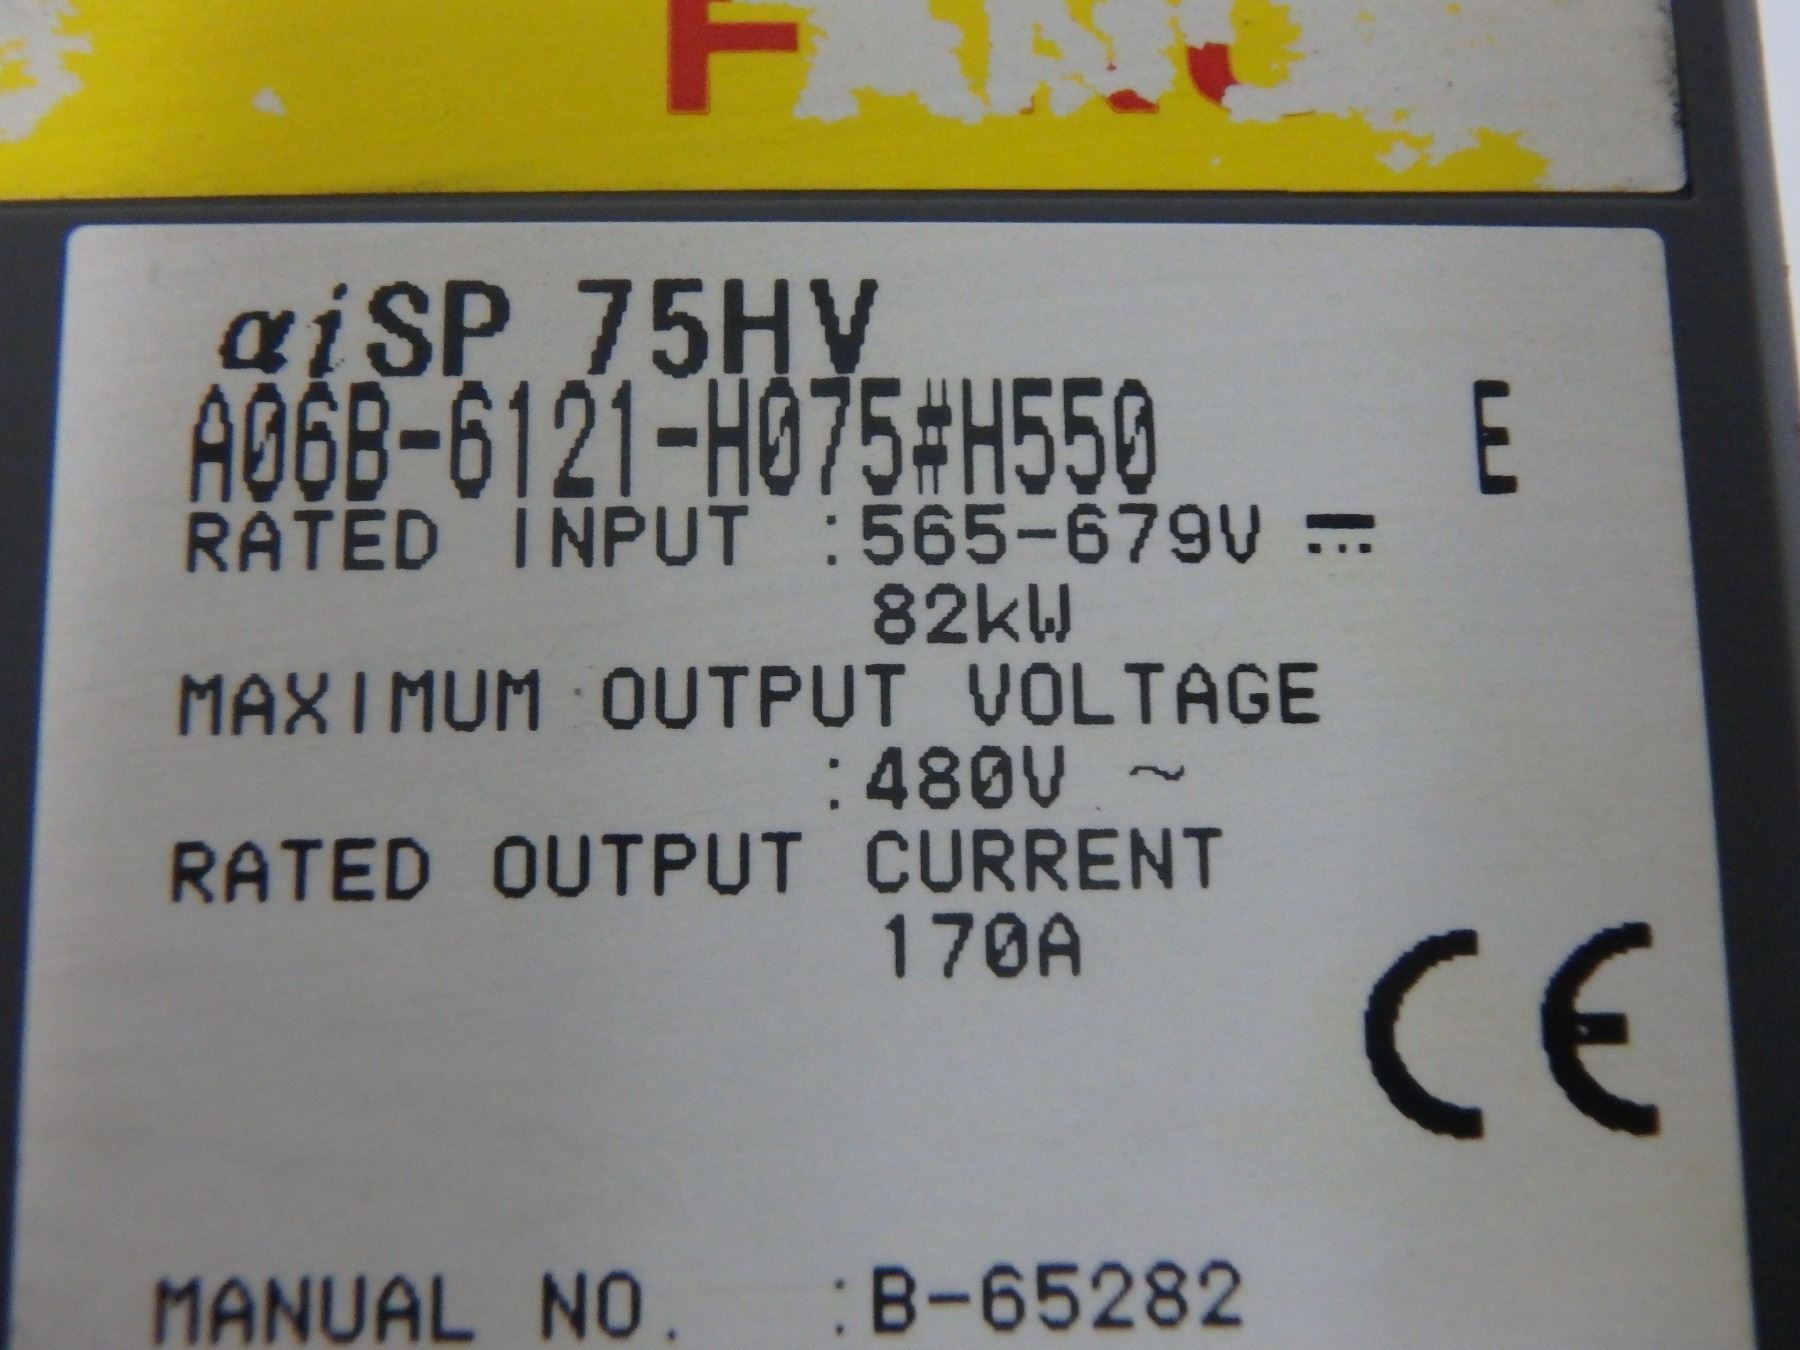 αiSP 75HV
A06B-6121-H075#H550 E
RATED INPUT :565-679V ⎓
82kW
MAXIMUM OUTPUT VOLTAGE
:480V ~
RATED OUTPUT CURRENT
170A
CE
MANUAL NO. :B-65282